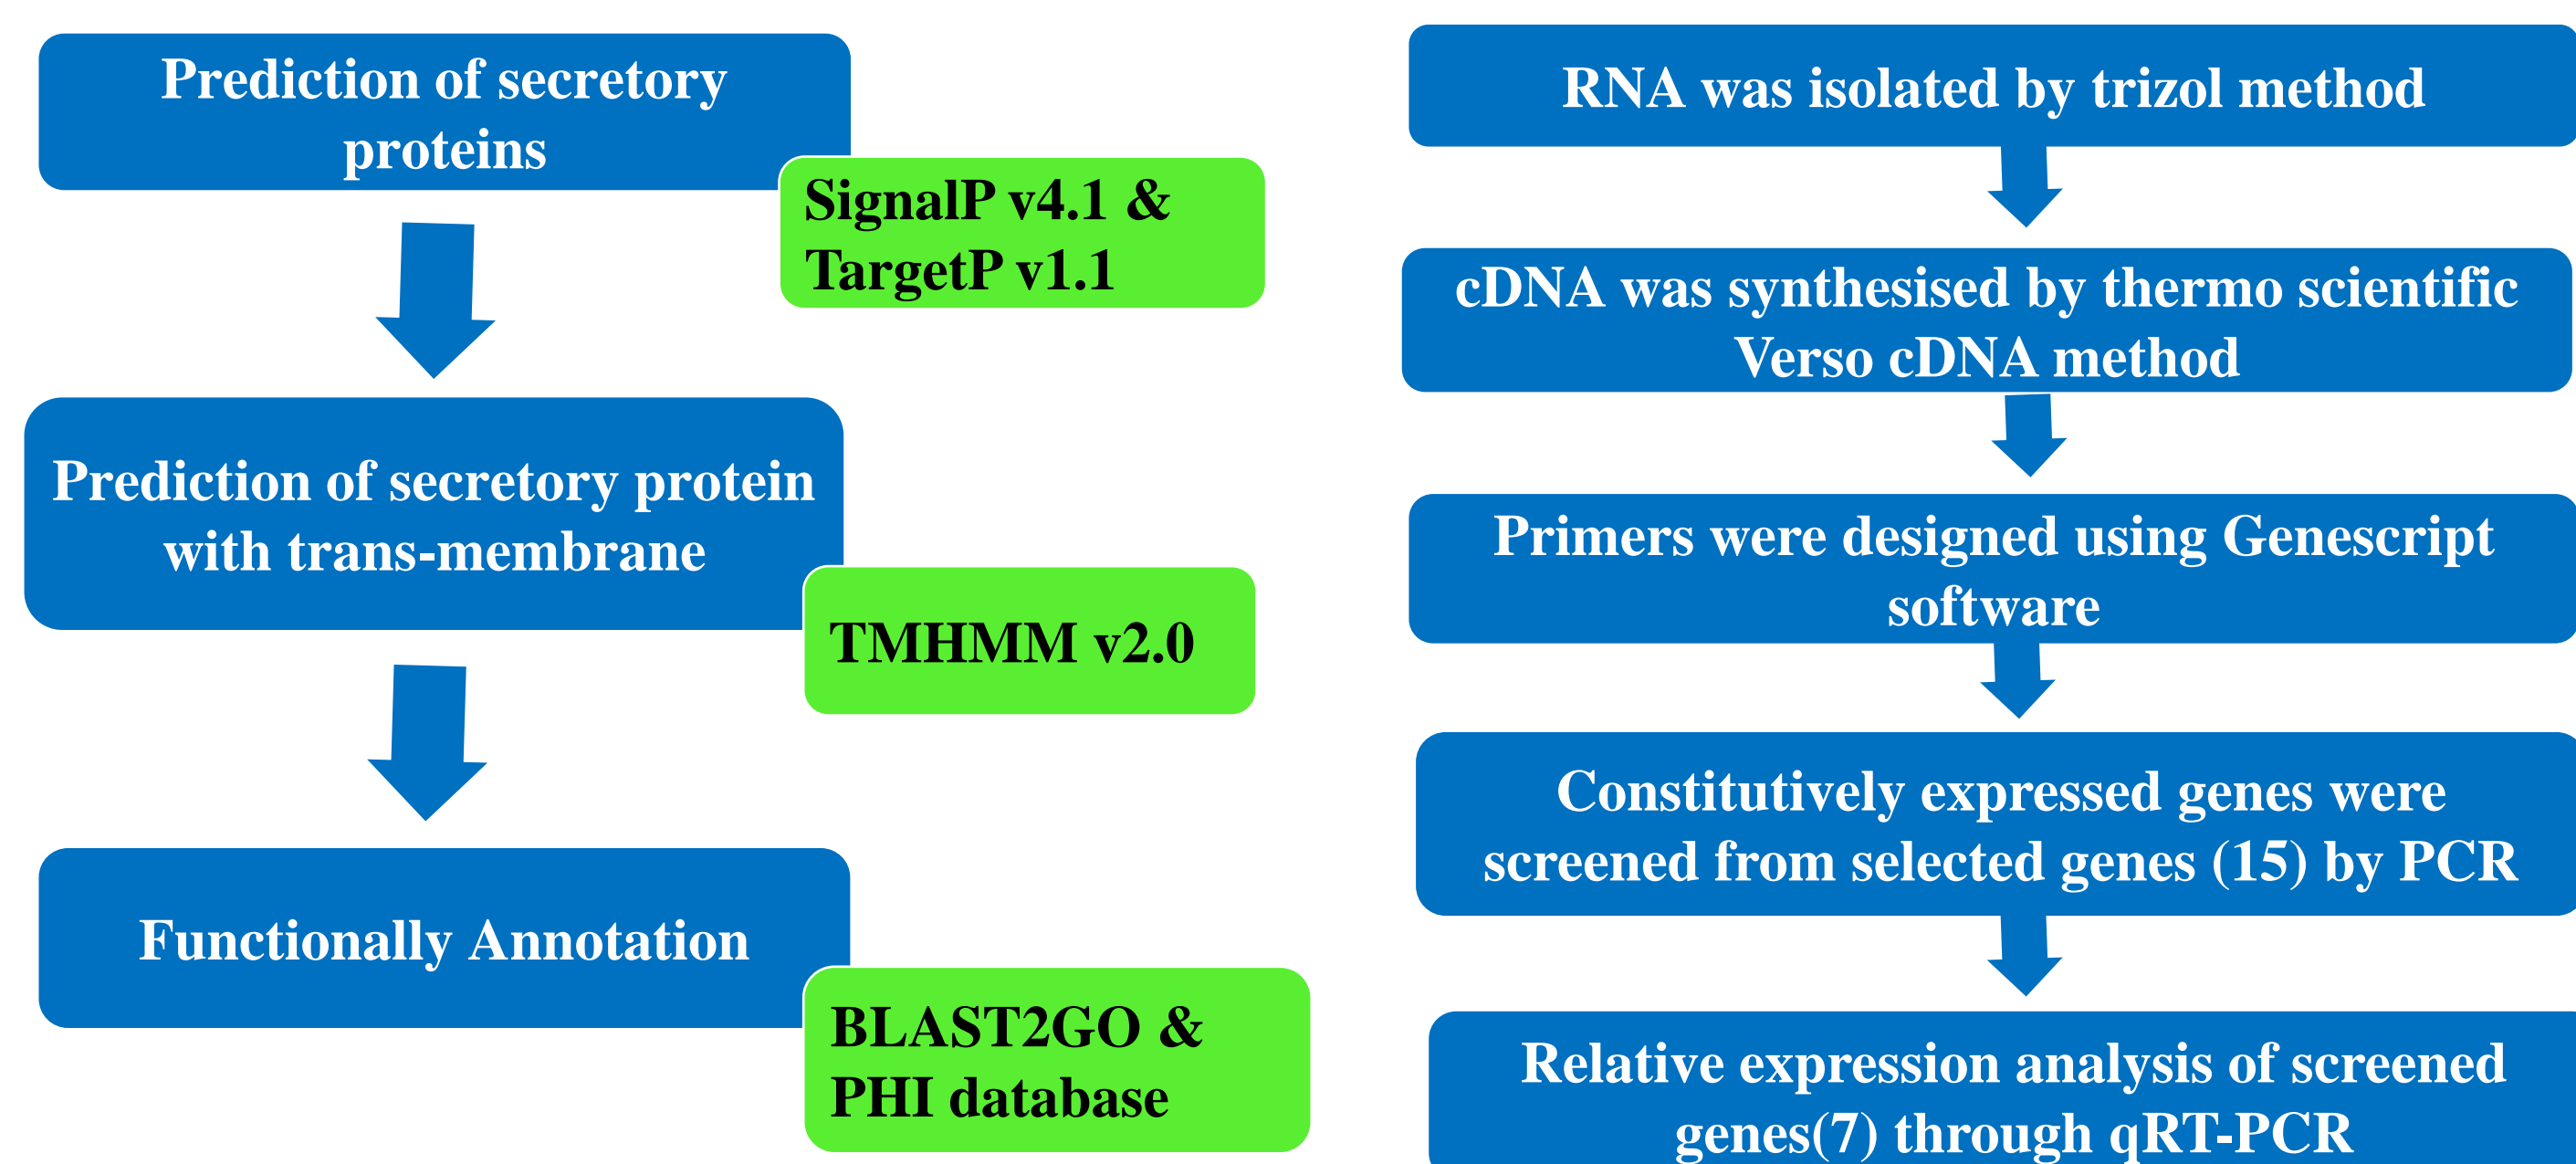 Prediction of secretory
proteins
SignalP v4.1 &
TargetP v1.1
Prediction of secretory protein
with trans-membrane
TMHMM v2.0
Functionally Annotation
BLAST2GO &
PHI database
RNA was isolated by trizol method
cDNA was synthesised by thermo scientific
Verso cDNA method
Primers were designed using Genescript
software
Constitutively expressed genes were
screened from selected genes (15) by PCR
Relative expression analysis of screened
genes(7) through qRT-PCR